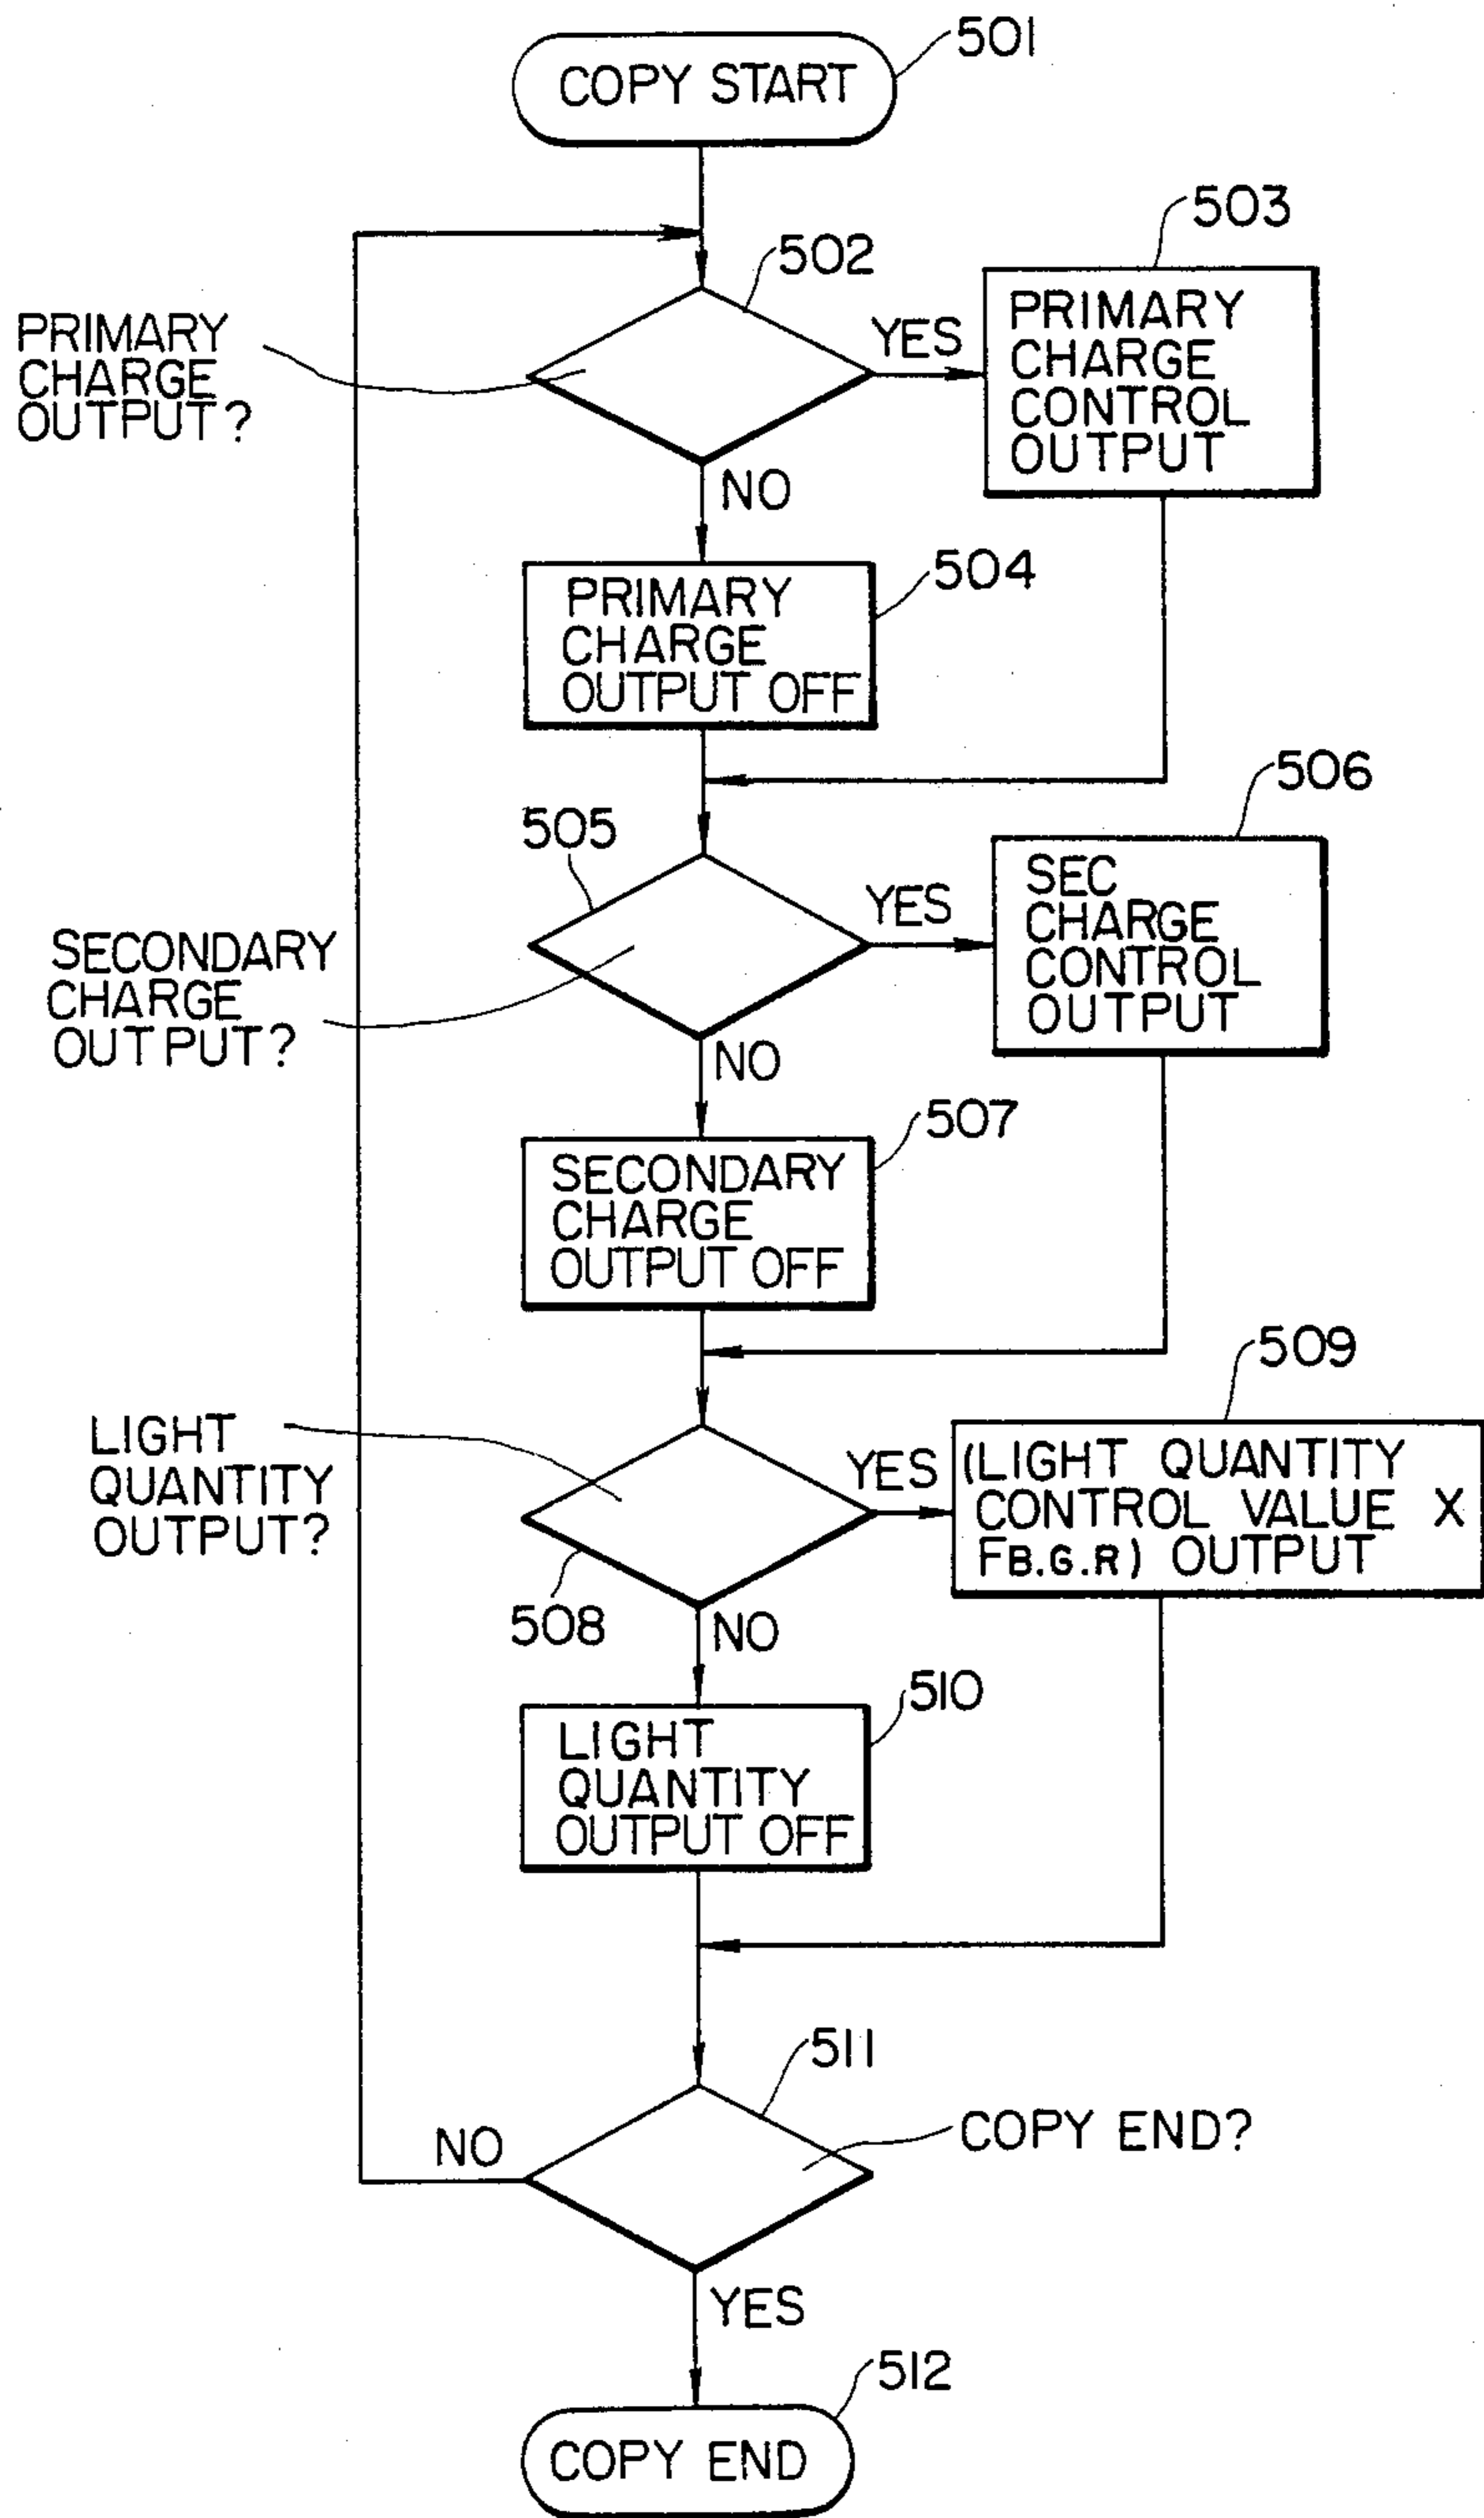 501
COPY START
503
502
PRIMARY
CHARGE
OUTPUT?
YES
PRIMARY
CHARGE
CONTROL
OUTPUT
NO
504
PRIMARY
CHARGE
OUTPUT OFF
506
505
SECONDARY
CHARGE
OUTPUT?
YES
SEC
CHARGE
CONTROL
OUTPUT
NO
507
SECONDARY
CHARGE
OUTPUT OFF
509
LIGHT
QUANTITY
OUTPUT?
YES
(LIGHT QUANTITY
CONTROL VALUE X
FB.G.R) OUTPUT
508
NO
510
LIGHT
QUANTITY
OUTPUT OFF
511
NO
COPY END?
YES
512
COPY END